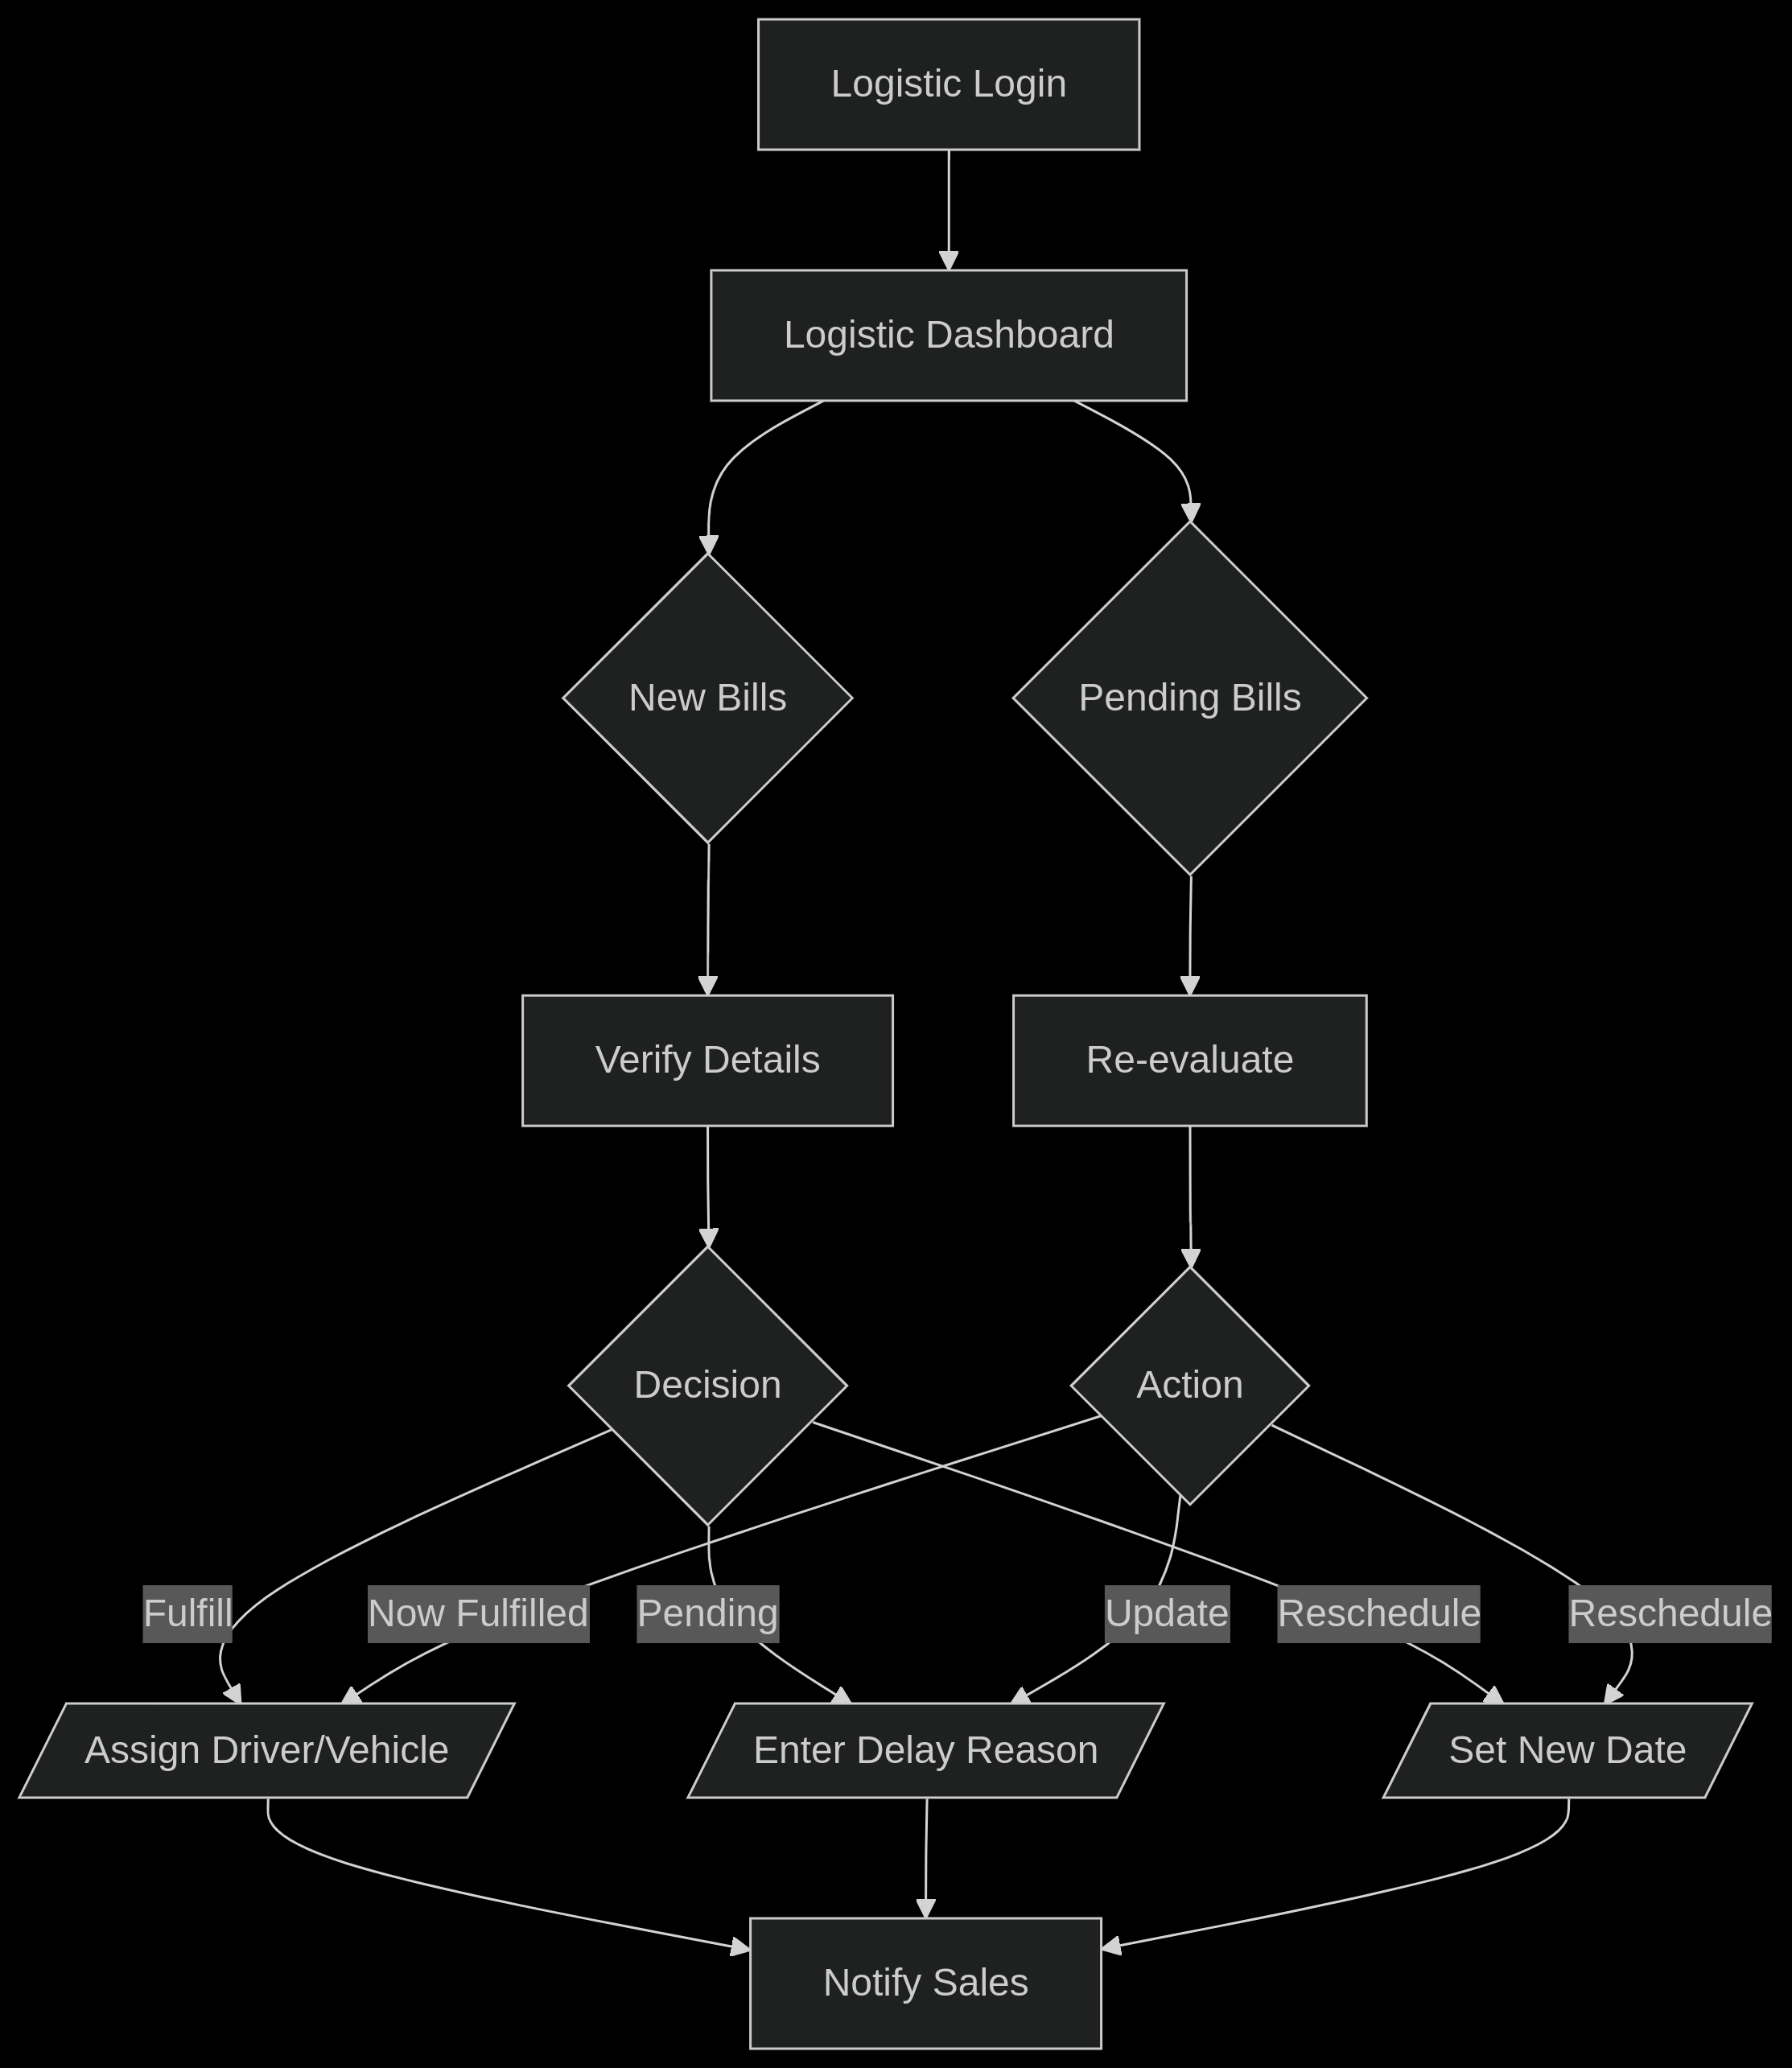 Logistic Login
Logistic Dashboard
New Bills
Pending Bills
Verify Details
Re-evaluate
Decision
Action
Fulfill
Now Fulfilled
Pending
Update
Reschedule
Reschedule
Assign Driver/Vehicle
Enter Delay Reason
Set New Date
Notify Sales